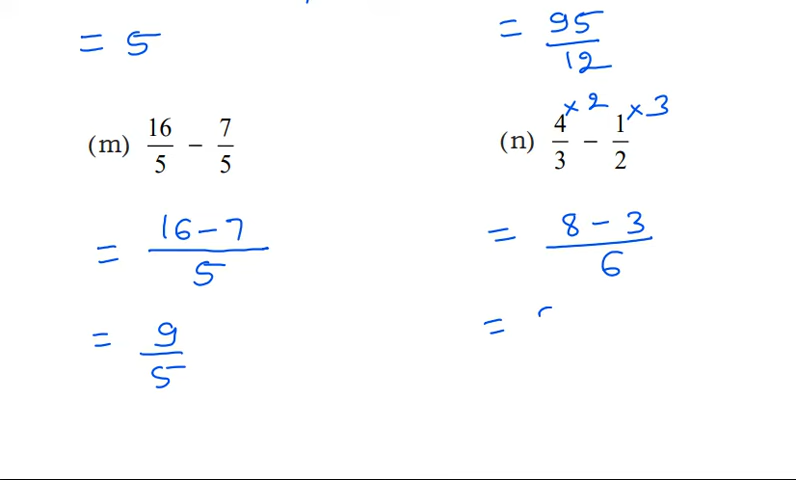 = 5
= 95/12
(m) 16/5 − 7/5
= 16 − 7/5
= 9/5
(n) 4/3 ×2 − 1/2 ×3
= 8 − 3/6
=